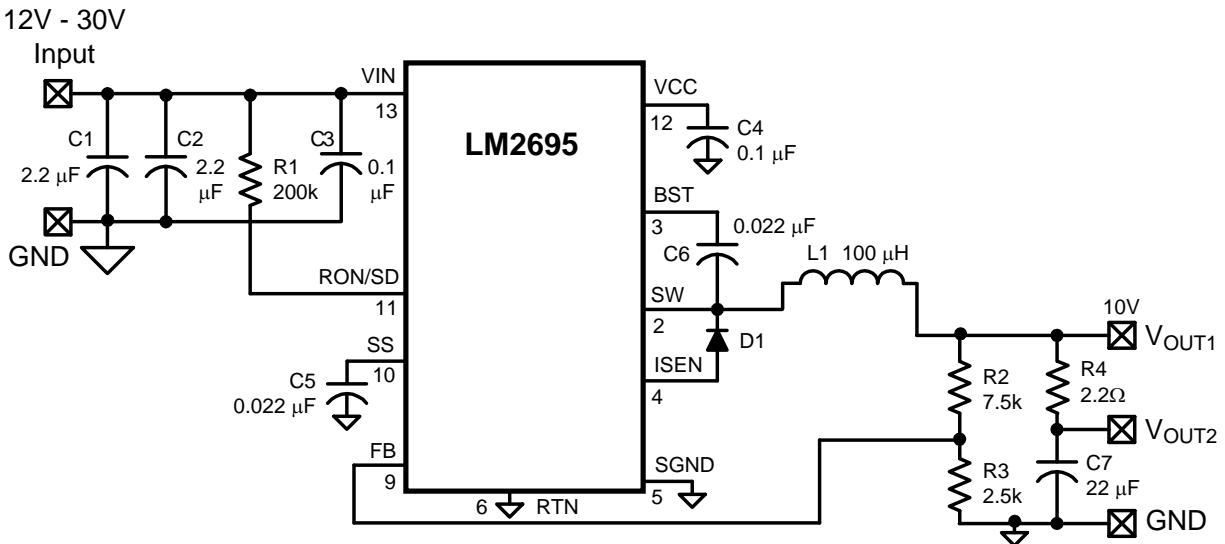 12V - 30V
Input
GND
C1
2.2 μF
C2
2.2
μF
R1
200k
C3
0.1
μF
VIN
13
LM2695
VCC
12
C4
0.1 μF
BST
3
C6
0.022 μF
L1 100 μH
RON/SD
11
SW
2
D1
10V
VOUT1
SS
10
C5
0.022 μF
ISEN
4
R2
7.5k
R4
2.2Ω
VOUT2
FB
9
SGND
5
R3
2.5k
C7
22 μF
6 RTN
GND